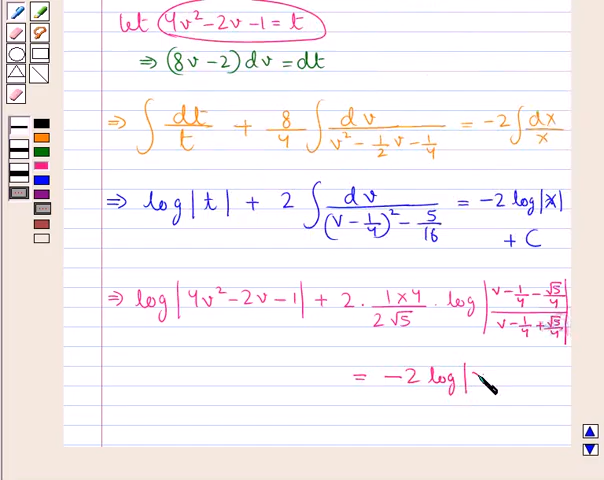 let 4v² - 2v - 1 = t
⇒ (8v - 2) dv = dt
⇒ ∫ dt/t + 8/4 ∫ dv/(v² - 1/2 v - 1/4) = -2 ∫ dx/x
⇒ log|t| + 2 ∫ dv/((v - 1/4)² - 5/16) = -2 log|x|
+ C
⇒ log|4v² - 2v - 1| + 2 · (1×4)/(2√5) · log|(v - 1/4 - √5/4)/(v - 1/4 + √5/4)|
= -2 log|